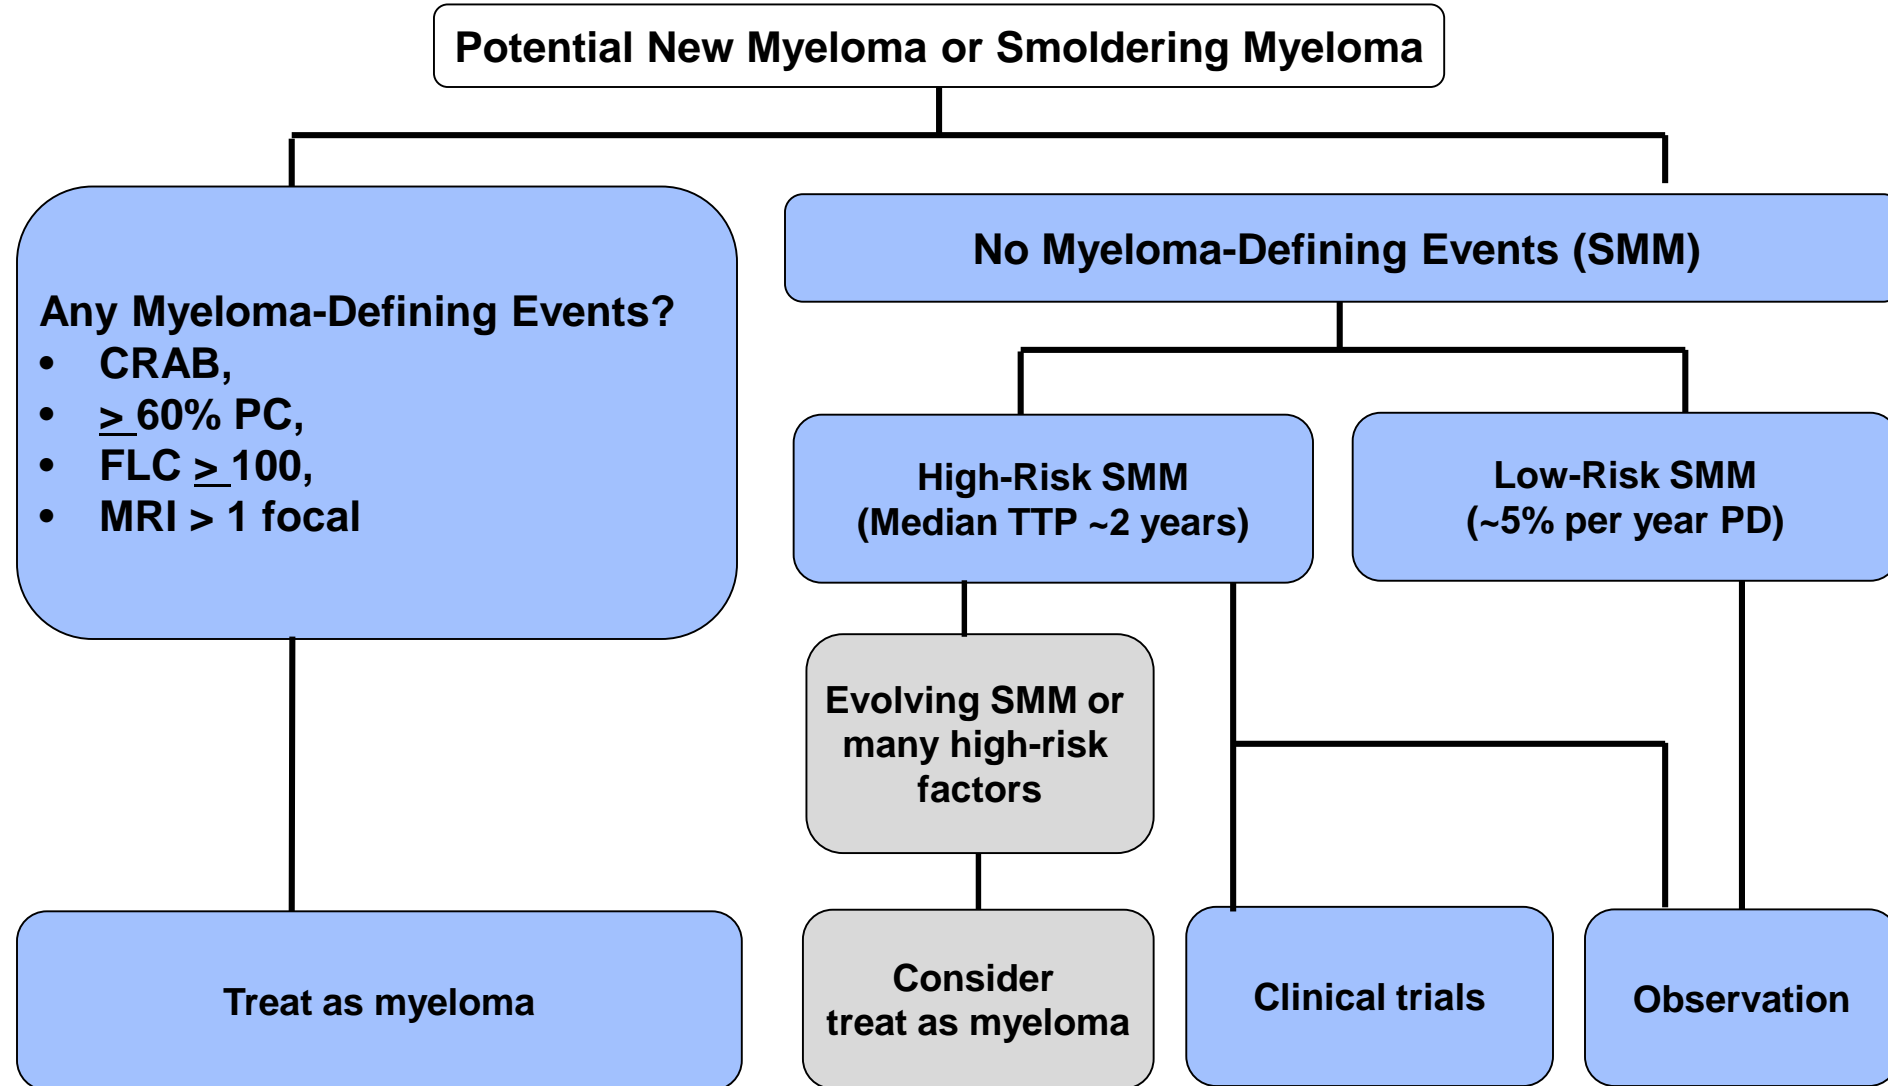 Potential New Myeloma or Smoldering Myeloma
Any Myeloma-Defining Events?
• CRAB,
• > 60% PC,
• FLC > 100,
• MRI > 1 focal
No Myeloma-Defining Events (SMM)
High-Risk SMM
(Median TTP ~2 years)
Low-Risk SMM
(~5% per year PD)
Evolving SMM or
many high-risk
factors
Treat as myeloma
Consider
treat as myeloma
Clinical trials
Observation